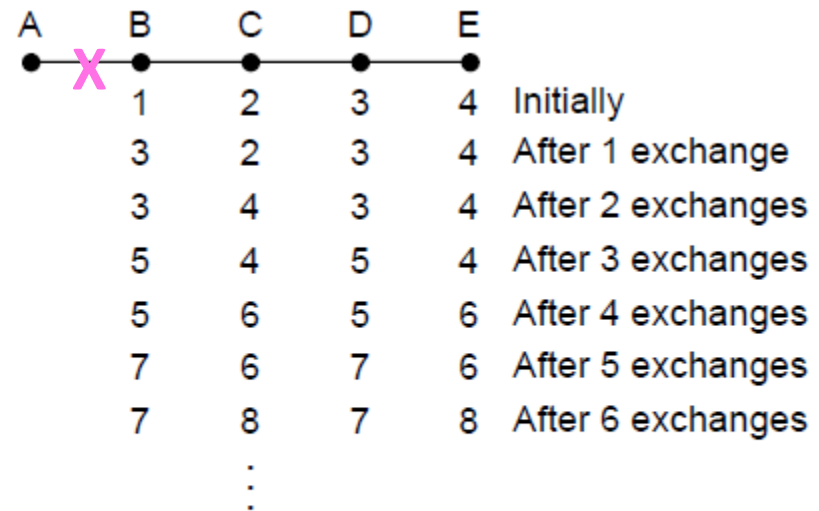 A B C D E
X
1 2 3 4 Initially
3 2 3 4 After 1 exchange
3 4 3 4 After 2 exchanges
5 4 5 4 After 3 exchanges
5 6 5 6 After 4 exchanges
7 6 7 6 After 5 exchanges
7 8 7 8 After 6 exchanges
⋮